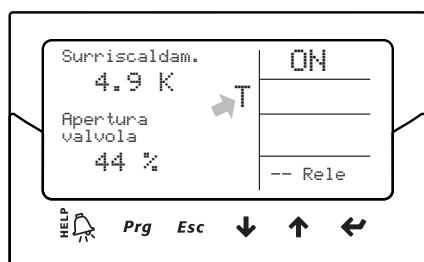 Surriscaldam.
4.9 K
Apertura
valvola
44 %
T
ON
-- Rele
HELP
Prg
Esc